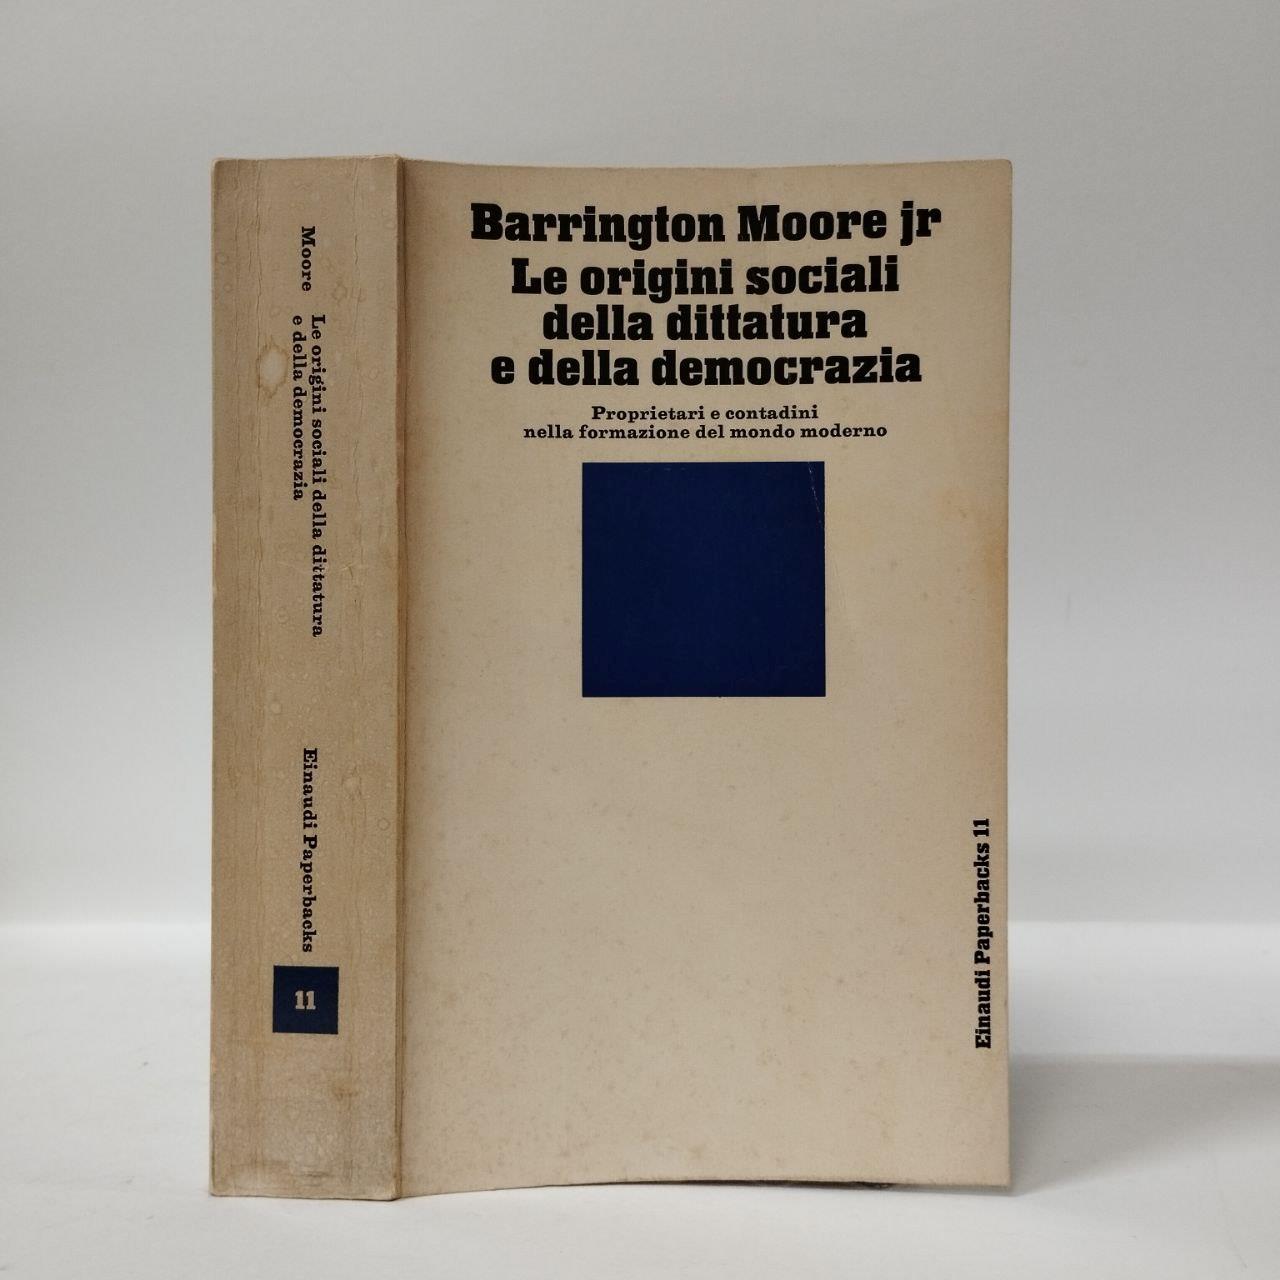 Barrington Moore jr
Le origini sociali
della dittatura
e della democrazia
Proprietari e contadini
nella formazione del mondo moderno
Einaudi Paperbacks 11
Moore
Le origini sociali della dittatura
e della democrazia
Einaudi Paperbacks
11